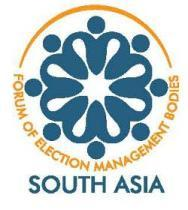 FORUM OF ELECTION MANAGEMENT BODIES
SOUTH ASIA